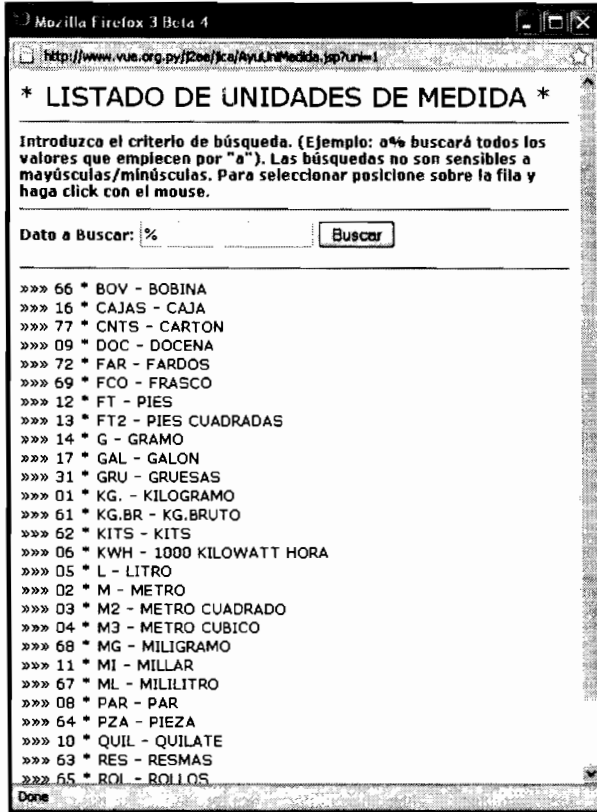 Mozilla Firefox 3 Beta 4
http://www.vue.org.py/j2ee/jica/AyuUniMedida.jsp?uni=1
* LISTADO DE UNIDADES DE MEDIDA *
Introduzca el criterio de búsqueda. (Ejemplo: a% buscará todos los
valores que empiecen por "a"). Las búsquedas no son sensibles a
mayúsculas/minúsculas. Para seleccionar posicione sobre la fila y
haga click con el mouse.
Dato a Buscar: % Buscar
»»» 66 * BOV - BOBINA
»»» 16 * CAJAS - CAJA
»»» 77 * CNTS - CARTON
»»» 09 * DOC - DOCENA
»»» 72 * FAR - FARDOS
»»» 69 * FCO - FRASCO
»»» 12 * FT - PIES
»»» 13 * FT2 - PIES CUADRADAS
»»» 14 * G - GRAMO
»»» 17 * GAL - GALON
»»» 31 * GRU - GRUESAS
»»» 01 * KG. - KILOGRAMO
»»» 61 * KG.BR - KG.BRUTO
»»» 62 * KITS - KITS
»»» 06 * KWH - 1000 KILOWATT HORA
»»» 05 * L - LITRO
»»» 02 * M - METRO
»»» 03 * M2 - METRO CUADRADO
»»» 04 * M3 - METRO CUBICO
»»» 68 * MG - MILIGRAMO
»»» 11 * MI - MILLAR
»»» 67 * ML - MILILITRO
»»» 08 * PAR - PAR
»»» 64 * PZA - PIEZA
»»» 10 * QUIL - QUILATE
»»» 63 * RES - RESMAS
»»» 65 * ROL - ROLLOS
Done